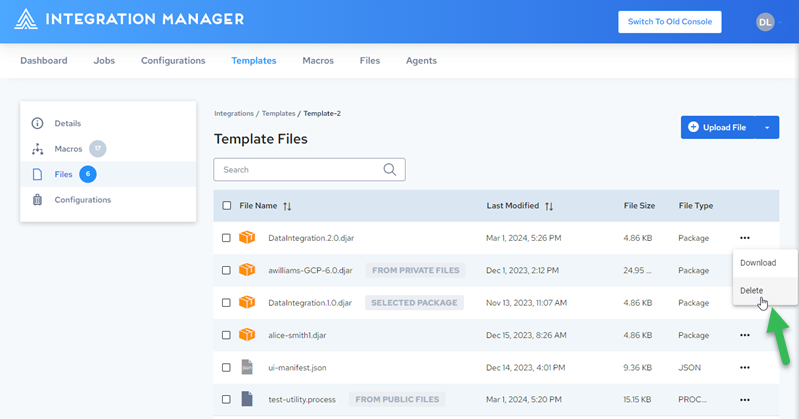 INTEGRATION MANAGER
Switch To Old Console
DL
Dashboard Jobs Configurations Templates Macros Files Agents
Details
Macros 17
Files 6
Configurations
Integrations / Templates / Template-2
Template Files
Upload File
Search
File Name Last Modified File Size File Type
DataIntegration.2.0.djar Mar 1, 2024, 5:26 PM 4.86 KB Package
Download
Delete
awilliams-GCP-6.0.djar FROM PRIVATE FILES Dec 1, 2023, 2:12 PM 24.95 ... Package
DataIntegration.1.0.djar SELECTED PACKAGE Nov 13, 2023, 11:07 AM 4.86 KB Package
alice-smith1.djar Dec 15, 2023, 8:26 AM 4.86 KB Package
ui-manifest.json Dec 14, 2023, 4:01 PM 9.36 KB JSON
test-utility.process FROM PUBLIC FILES Mar 1, 2024, 5:20 PM 15.15 KB PROC...